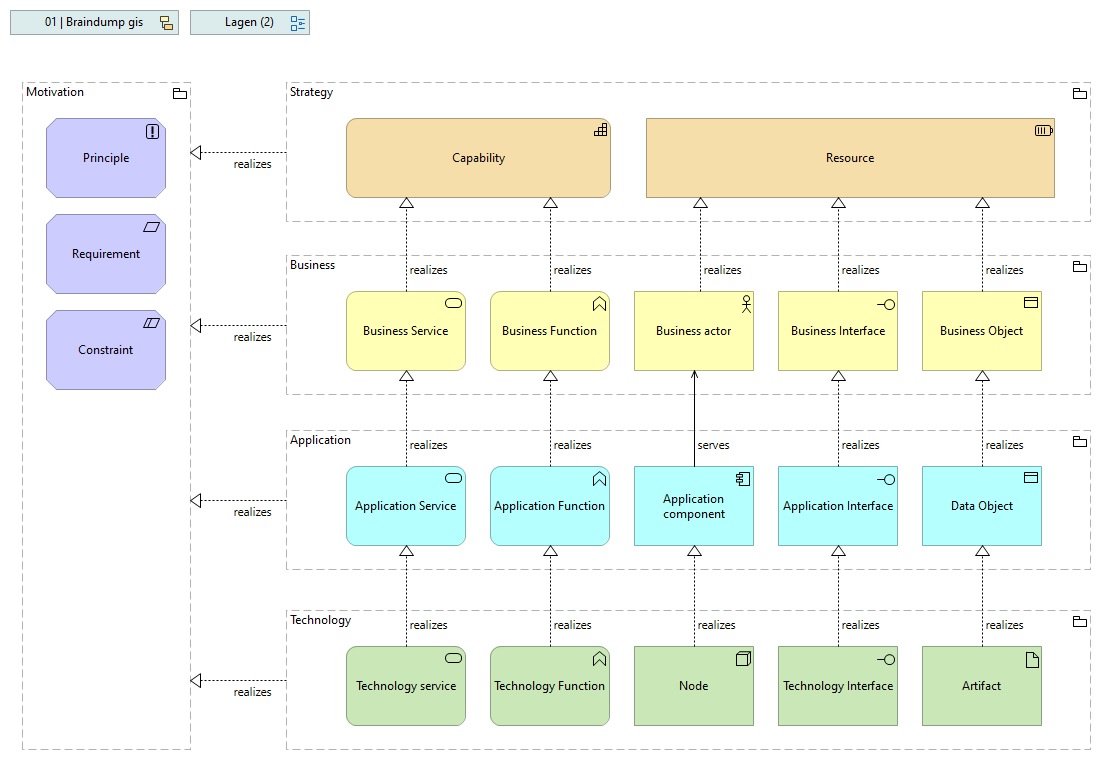 01 | Braindump gis
Lagen (2)
Motivation
Principle
Requirement
Constraint
realizes
realizes
realizes
realizes
Strategy
Capability
Resource
realizes
realizes
realizes
realizes
realizes
Business
Business Service
Business Function
Business actor
Business Interface
Business Object
realizes
realizes
serves
realizes
realizes
Application
Application Service
Application Function
Application
component
Application Interface
Data Object
realizes
realizes
realizes
realizes
realizes
Technology
Technology service
Technology Function
Node
Technology Interface
Artifact